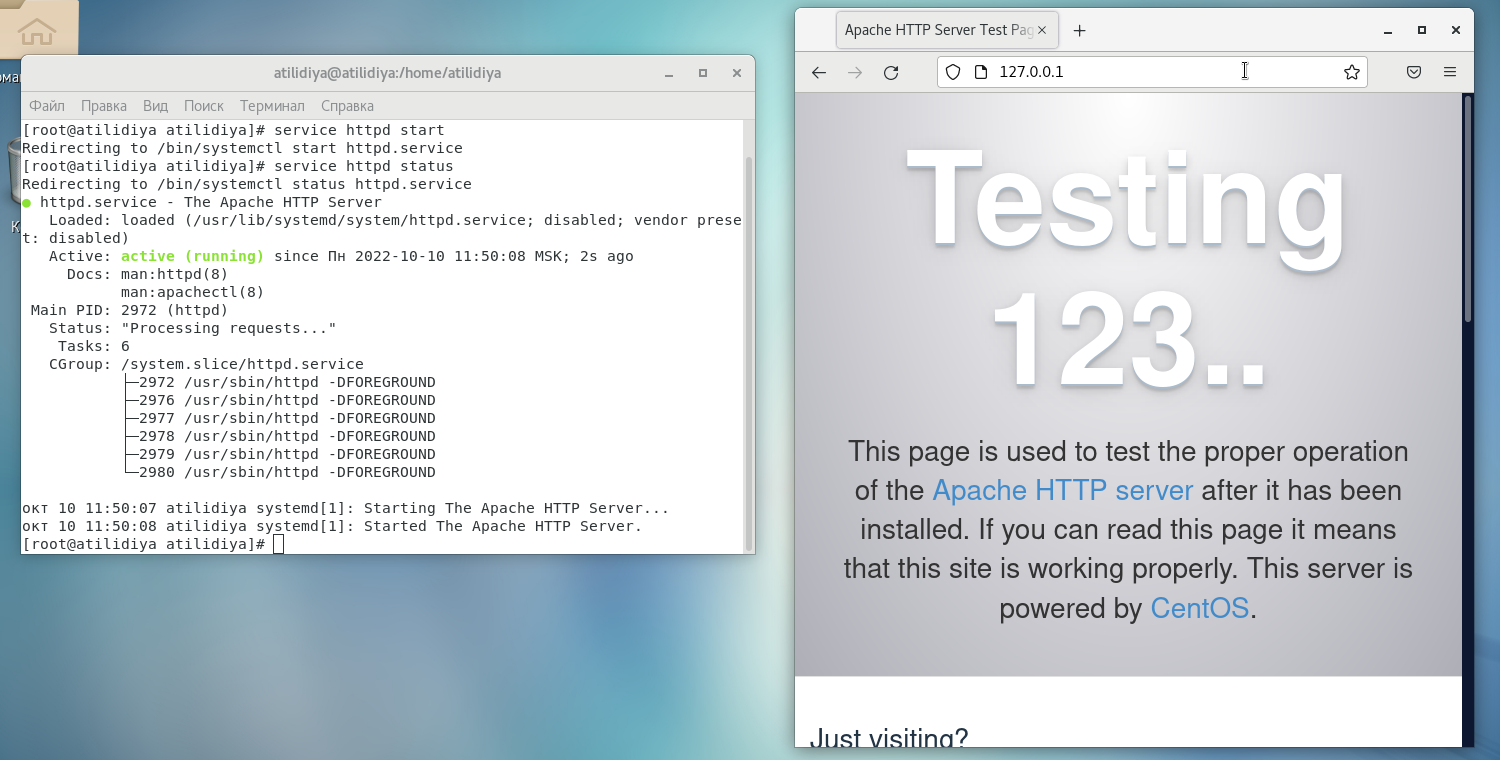 atilidiya@atilidiya:/home/atilidiya
Файл Правка Вид Поиск Терминал Справка
[root@atilidiya atilidiya]# service httpd start
Redirecting to /bin/systemctl start httpd.service
[root@atilidiya atilidiya]# service httpd status
Redirecting to /bin/systemctl status httpd.service
● httpd.service - The Apache HTTP Server
Loaded: loaded (/usr/lib/systemd/system/httpd.service; disabled; vendor prese
t: disabled)
Active: active (running) since Пн 2022-10-10 11:50:08 MSK; 2s ago
Docs: man:httpd(8)
man:apachectl(8)
Main PID: 2972 (httpd)
Status: "Processing requests..."
Tasks: 6
CGroup: /system.slice/httpd.service
├─2972 /usr/sbin/httpd -DFOREGROUND
├─2976 /usr/sbin/httpd -DFOREGROUND
├─2977 /usr/sbin/httpd -DFOREGROUND
├─2978 /usr/sbin/httpd -DFOREGROUND
├─2979 /usr/sbin/httpd -DFOREGROUND
└─2980 /usr/sbin/httpd -DFOREGROUND
окт 10 11:50:07 atilidiya systemd[1]: Starting The Apache HTTP Server...
окт 10 11:50:08 atilidiya systemd[1]: Started The Apache HTTP Server.
[root@atilidiya atilidiya]#
Apache HTTP Server Test Pag
127.0.0.1
Testing
123..
This page is used to test the proper operation
of the Apache HTTP server after it has been
installed. If you can read this page it means
that this site is working properly. This server is
powered by CentOS.
Just visiting?